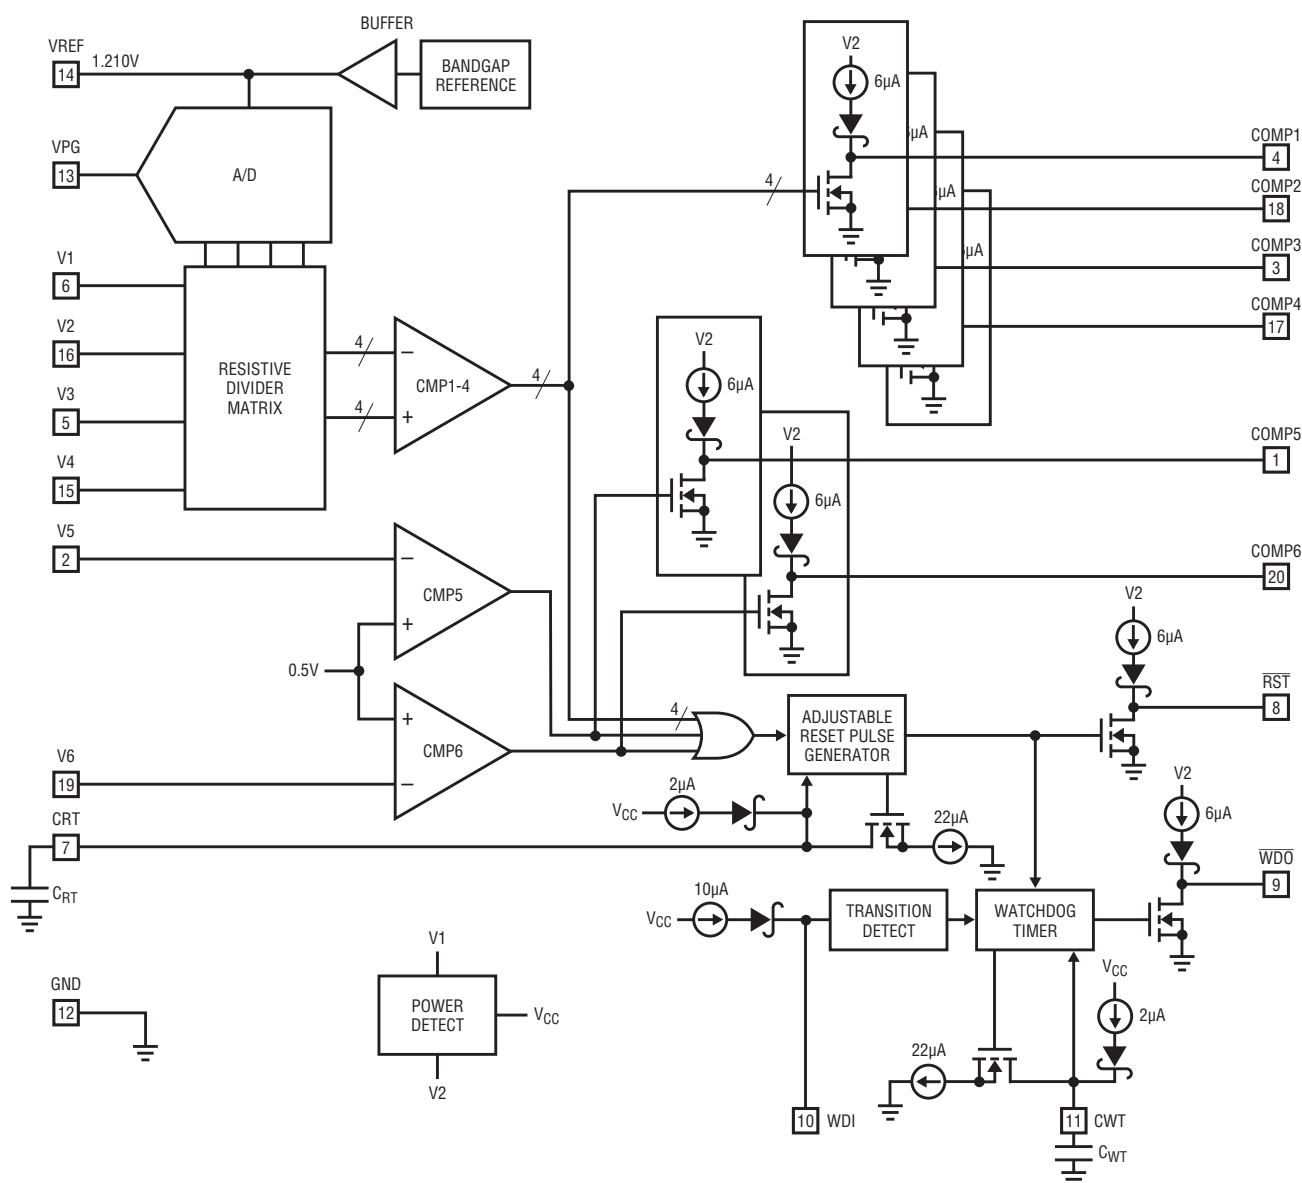 BUFFER
VREF
14
1.210V
BANDGAP
REFERENCE
VPG
13
A/D
V1
6
V2
16
V3
5
V4
15
RESISTIVE
DIVIDER
MATRIX
4
4
–
+
CMP1-4
4
4
V2
6µA
µA
µA
µA
COMP1
4
COMP2
18
COMP3
3
COMP4
17
V2
6µA
V2
6µA
COMP5
1
COMP6
20
V5
2
–
+
CMP5
0.5V
+
–
CMP6
V6
19
4
ADJUSTABLE
RESET PULSE
GENERATOR
V2
6µA
RST
8
CRT
7
CRT
VCC
2µA
22µA
V2
6µA
WDO
9
VCC
10µA
TRANSITION
DETECT
WATCHDOG
TIMER
GND
12
V1
POWER
DETECT
VCC
V2
VCC
2µA
22µA
10
WDI
11
CWT
CWT